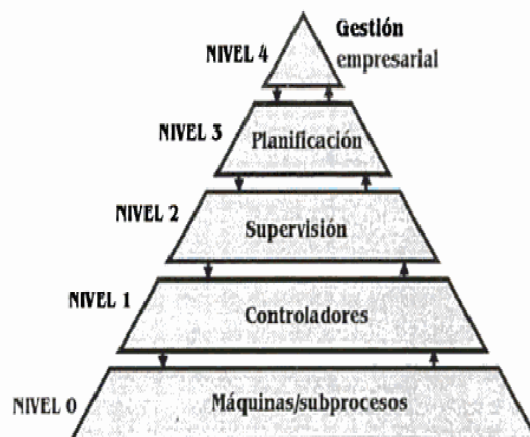 NIVEL 4
Gestión
empresarial
NIVEL 3
Planificación
NIVEL 2
Supervisión
NIVEL 1
Controladores
NIVEL 0
Máquinas/subprocesos